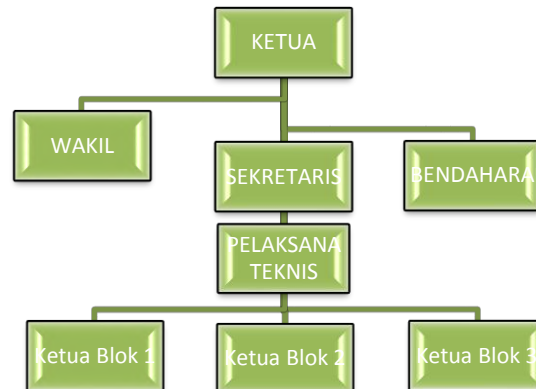 KETUA
WAKIL
SEKRETARIS
BENDAHARA
PELAKSANA
TEKNIS
Ketua Blok 1
Ketua Blok 2
Ketua Blok 3